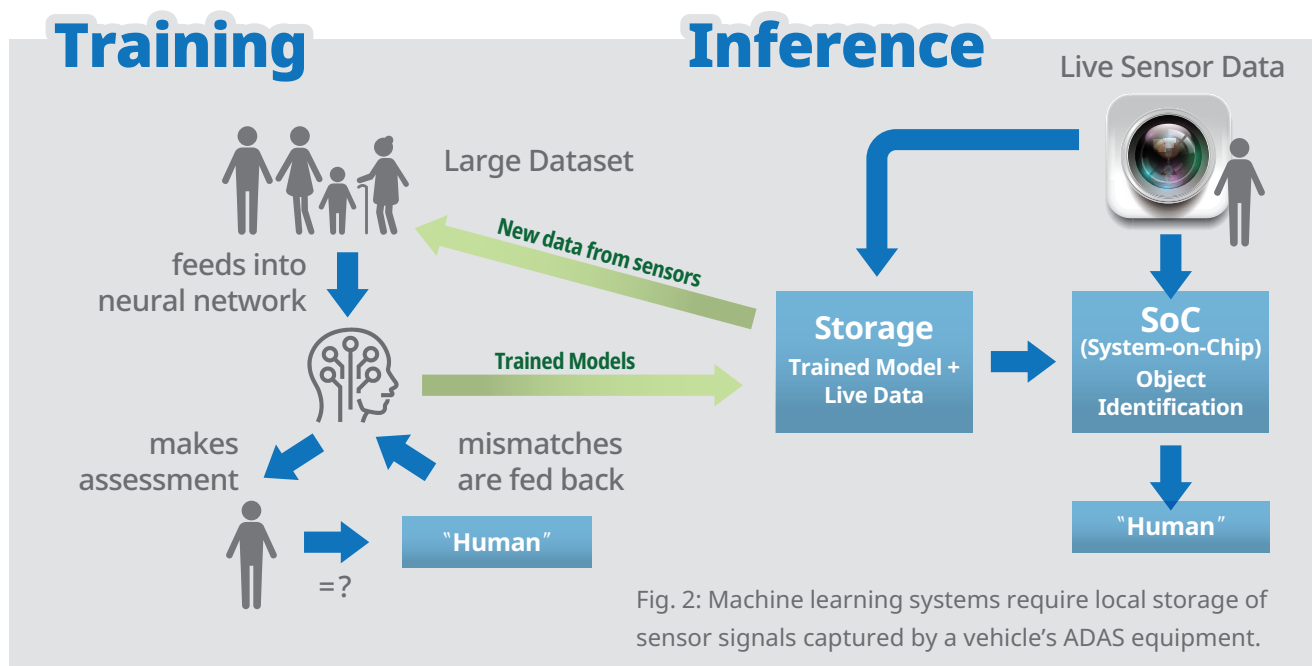 Training
Inference
Live Sensor Data
Large Dataset
New data from sensors
feeds into
neural network
Trained Models
Storage
Trained Model +
Live Data
SoC
(System-on-Chip)
Object
Identification
makes
assessment
mismatches
are fed back
=?
"Human"
"Human"
Fig. 2: Machine learning systems require local storage of
sensor signals captured by a vehicle’s ADAS equipment.